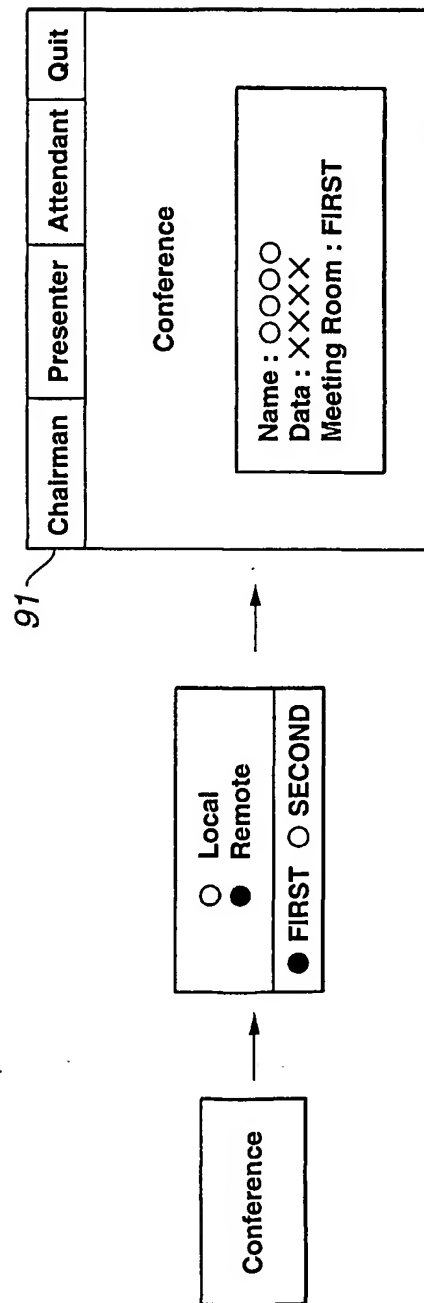 Conference
○ Local
● Remote
● FIRST ○ SECOND
91
Chairman Presenter Attendant Quit
Conference
Name : ○○○○
Data : ××××
Meeting Room : FIRST